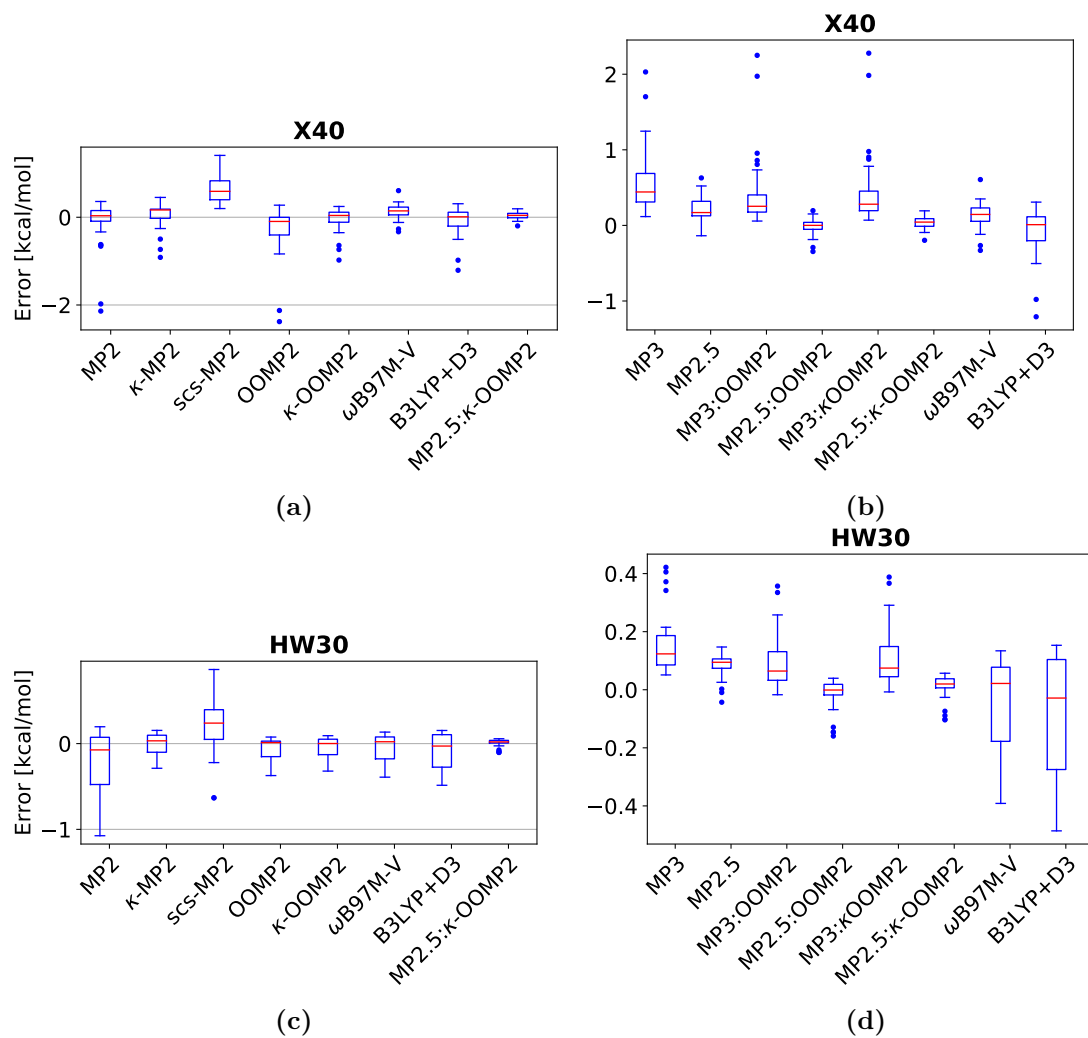 X40
Error [kcal/mol]
0
−2
MP2
κ-MP2
scs-MP2
OOMP2
κ-OOMP2
ωB97M-V
B3LYP+D3
MP2.5:κ-OOMP2
(a)
X40
2
1
0
−1
MP3
MP2.5
MP3:OOMP2
MP2.5:OOMP2
MP3:κOOMP2
MP2.5:κ-OOMP2
ωB97M-V
B3LYP+D3
(b)
HW30
Error [kcal/mol]
0
−1
MP2
κ-MP2
scs-MP2
OOMP2
κ-OOMP2
ωB97M-V
B3LYP+D3
MP2.5:κ-OOMP2
(c)
HW30
0.4
0.2
0.0
−0.2
−0.4
MP3
MP2.5
MP3:OOMP2
MP2.5:OOMP2
MP3:κOOMP2
MP2.5:κ-OOMP2
ωB97M-V
B3LYP+D3
(d)